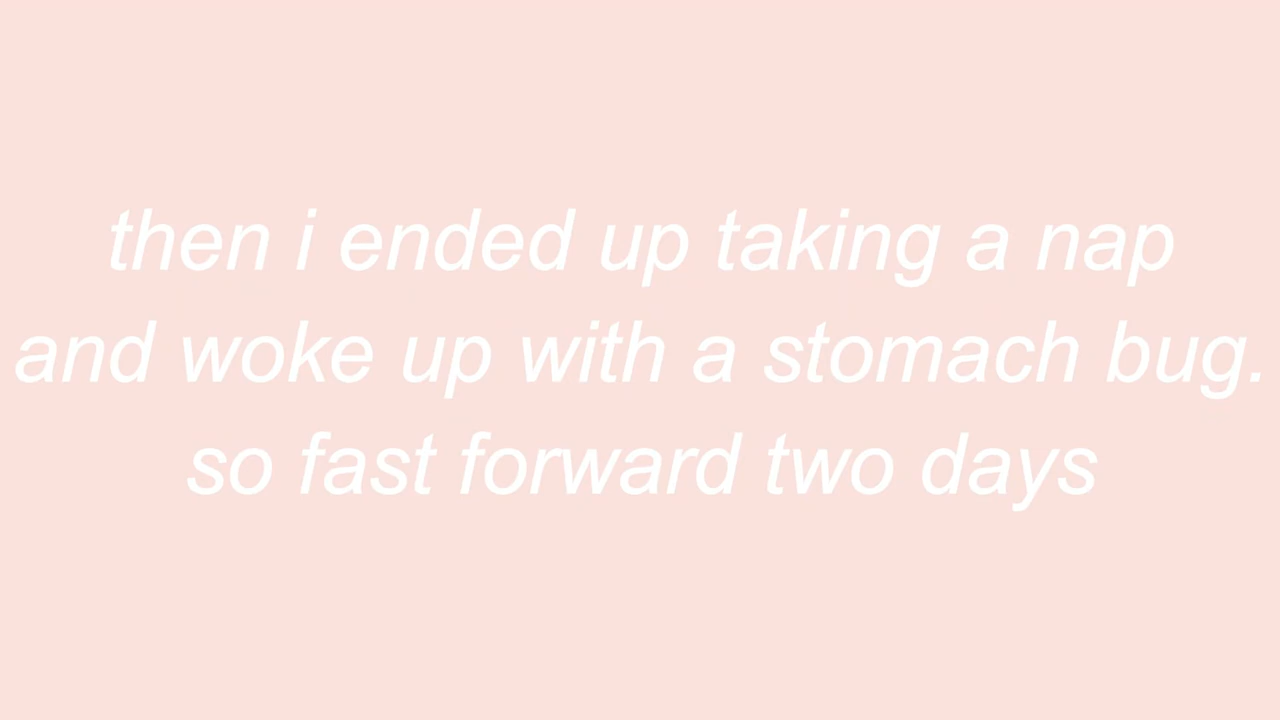 then i ended up taking a nap
and woke up with a stomach bug.
so fast forward two days